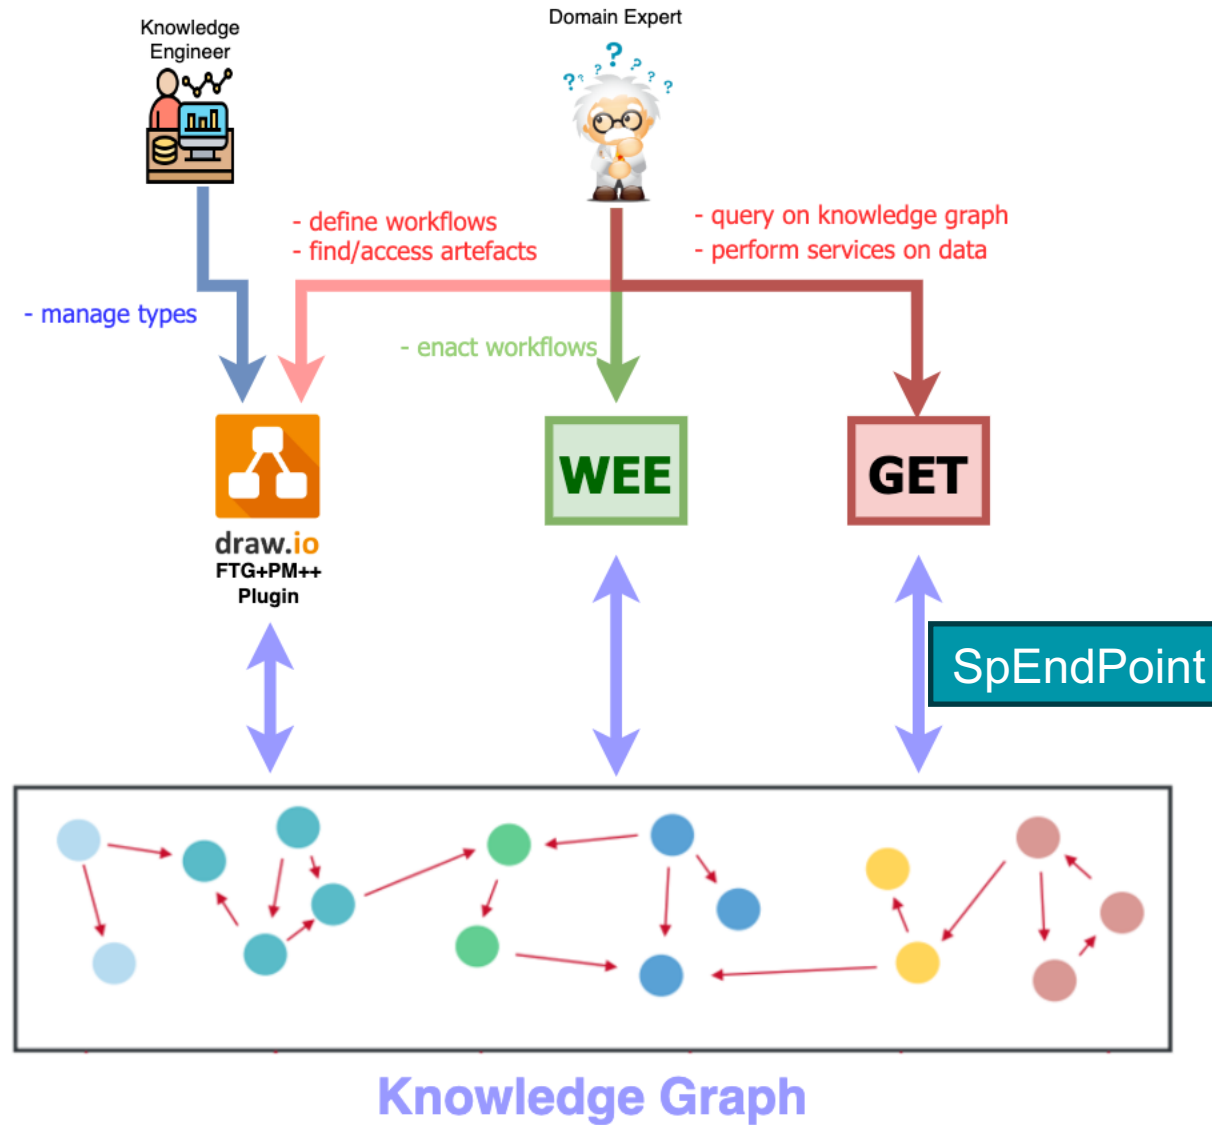 Knowledge
Engineer
Domain Expert
? ? ? ? ? ? ?
- define workflows
- find/access artefacts
- query on knowledge graph
- perform services on data
- manage types
- enact workflows
draw.io
FTG+PM++
Plugin
WEE
GET
SpEndPoint
Knowledge Graph